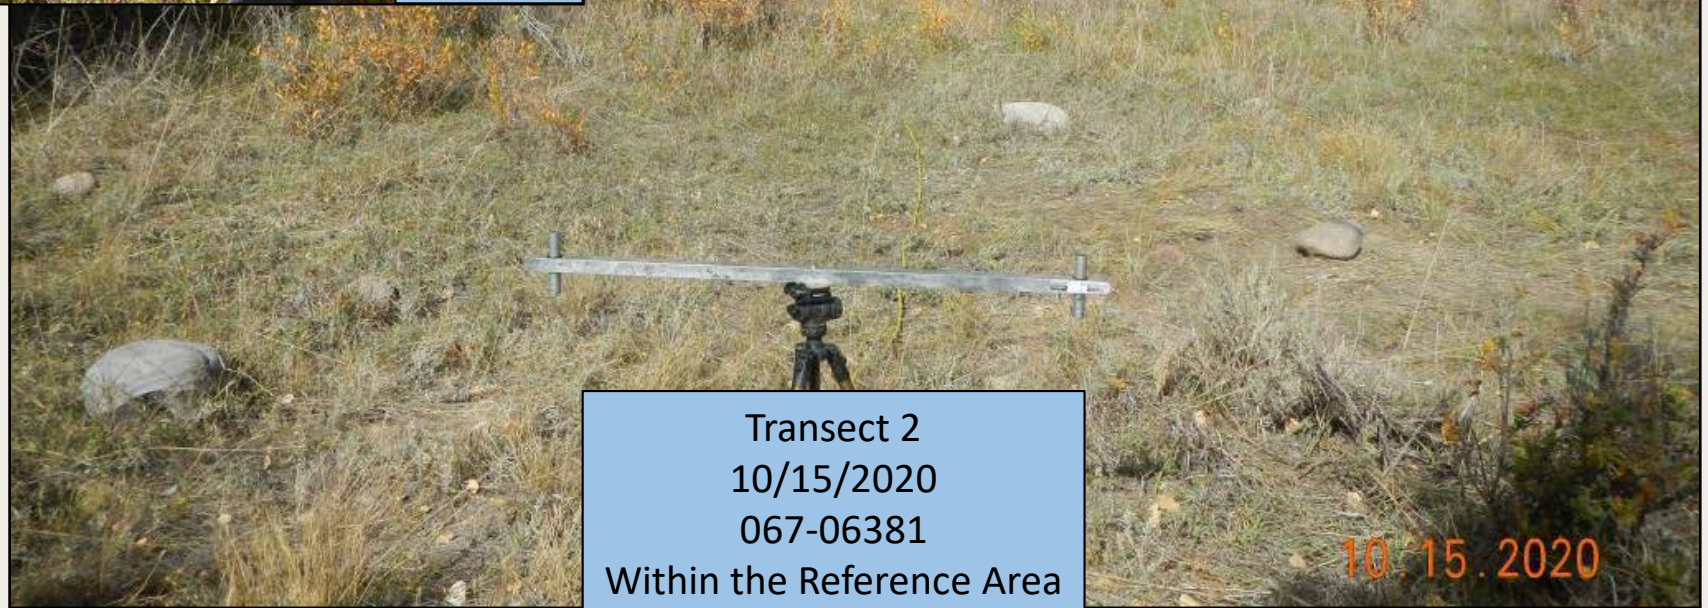 Transect 2
10/15/2020
067-06381
Within the Reference Area
10.15.2020